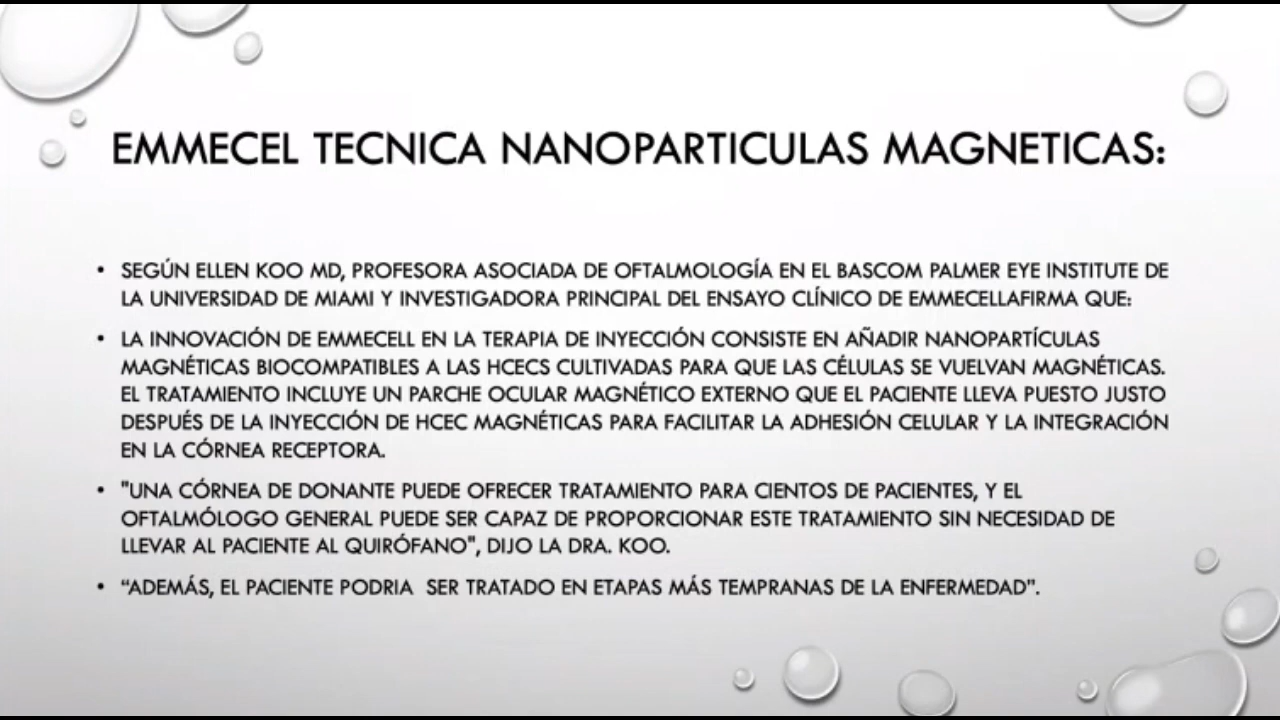 EMMECEL TECNICA NANOPARTICULAS MAGNETICAS:
• SEGÚN ELLEN KOO MD, PROFESORA ASOCIADA DE OFTALMOLOGÍA EN EL BASCOM PALMER EYE INSTITUTE DE
LA UNIVERSIDAD DE MIAMI Y INVESTIGADORA PRINCIPAL DEL ENSAYO CLÍNICO DE EMMECELLAFIRMA QUE:
• LA INNOVACIÓN DE EMMECELL EN LA TERAPIA DE INYECCIÓN CONSISTE EN AÑADIR NANOPARTÍCULAS
MAGNÉTICAS BIOCOMPATIBLES A LAS HCECS CULTIVADAS PARA QUE LAS CÉLULAS SE VUELVAN MAGNÉTICAS.
EL TRATAMIENTO INCLUYE UN PARCHE OCULAR MAGNÉTICO EXTERNO QUE EL PACIENTE LLEVA PUESTO JUSTO
DESPUÉS DE LA INYECCIÓN DE HCEC MAGNÉTICAS PARA FACILITAR LA ADHESIÓN CELULAR Y LA INTEGRACIÓN
EN LA CÓRNEA RECEPTORA.
• "UNA CÓRNEA DE DONANTE PUEDE OFRECER TRATAMIENTO PARA CIENTOS DE PACIENTES, Y EL
OFTALMÓLOGO GENERAL PUEDE SER CAPAZ DE PROPORCIONAR ESTE TRATAMIENTO SIN NECESIDAD DE
LLEVAR AL PACIENTE AL QUIRÓFANO", DIJO LA DRA. KOO.
• “ADEMÁS, EL PACIENTE PODRIA  SER TRATADO EN ETAPAS MÁS TEMPRANAS DE LA ENFERMEDAD”.